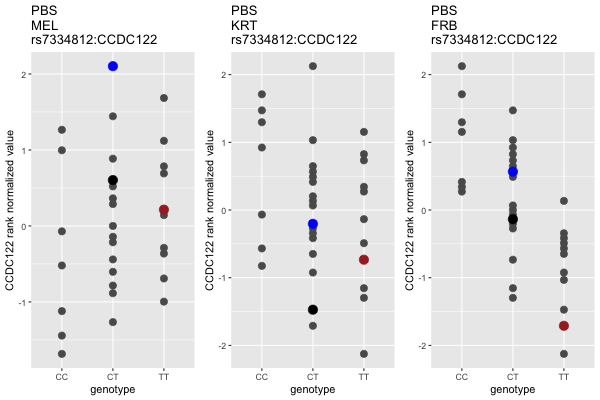 PBS
MEL
rs7334812:CCDC122
CCDC122 rank normalized value
2
1
0
-1
CC
CT
TT
genotype
PBS
KRT
rs7334812:CCDC122
CCDC122 rank normalized value
2
1
0
-1
-2
CC
CT
TT
genotype
PBS
FRB
rs7334812:CCDC122
CCDC122 rank normalized value
2
1
0
-1
-2
CC
CT
TT
genotype